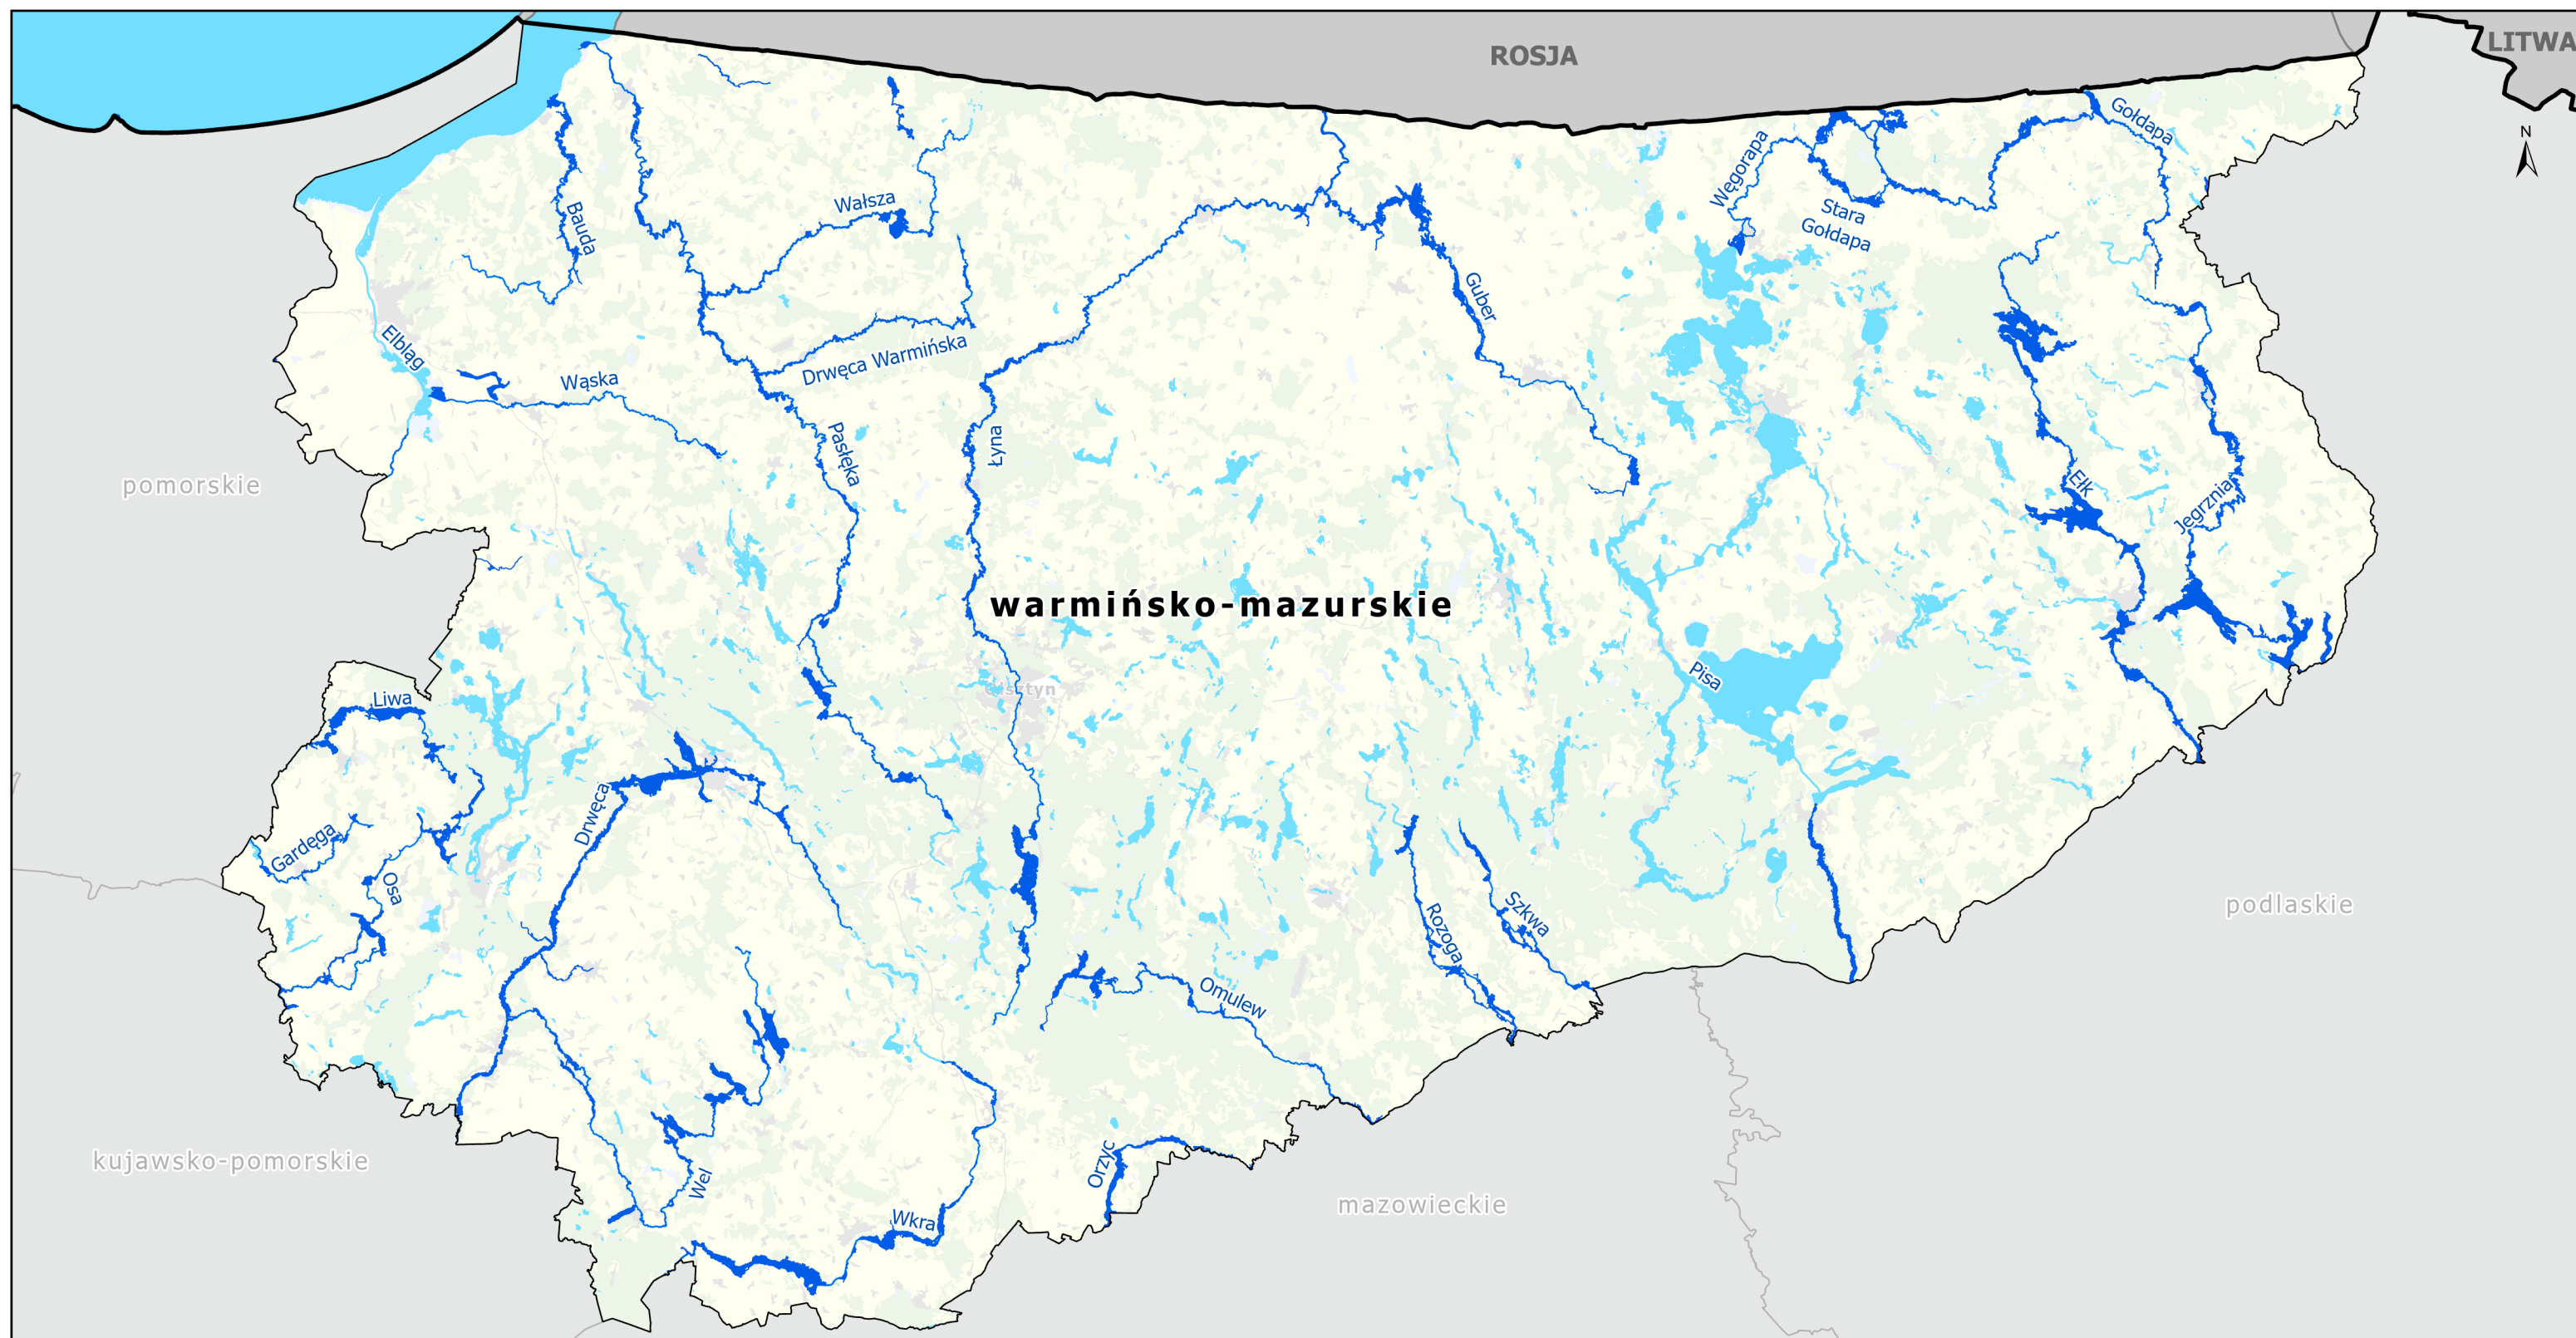 ROSJA
LITWA
N
Gołdapa
Węgorapa
Stara
Gołdapa
Wałsza
Bauda
Guber
Elbląg
Drwęca Warmińska
Wąska
Pasłęka
Łyna
Ełk
Jegrznia
pomorskie
warmińsko-mazurskie
Olsztyn
Pisa
Liwa
Drwęca
Gardęga
Osa
Szkwa
Rozoga
Omulew
podlaskie
kujawsko-pomorskie
Wel
Orzyc
Wkra
mazowieckie